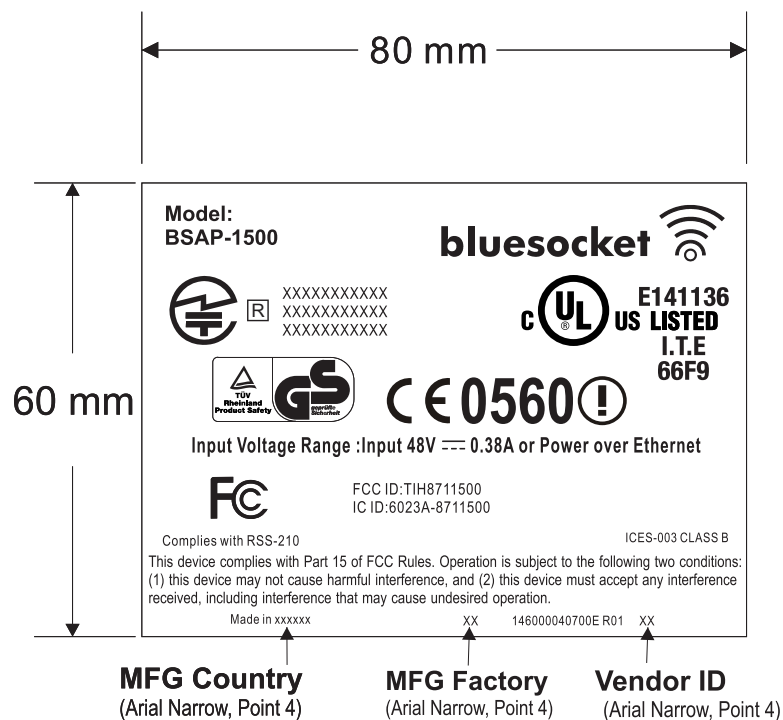 80 mm
60 mm
Model:
BSAP-1500
bluesocket
R
XXXXXXXXXXX
XXXXXXXXXXX
XXXXXXXXXXX
C UL ® US LISTED
E141136
I.T.E
66F9
TÜV
Rheinland
Product Safety
GS
geprüfte
Sicherheit
CE0560!
Input Voltage Range :Input 48V 0.38A or Power over Ethernet
FC
FCC ID:TIH8711500
IC ID:6023A-8711500
Complies with RSS-210
ICES-003 CLASS B
This device complies with Part 15 of FCC Rules. Operation is subject to the following two conditions:
(1) this device may not cause harmful interference, and (2) this device must accept any interference
received, including interference that may cause undesired operation.
Made in xxxxxx XX 146000040700E R01 XX
MFG Country
(Arial Narrow, Point 4)
MFG Factory
(Arial Narrow, Point 4)
Vendor ID
(Arial Narrow, Point 4)